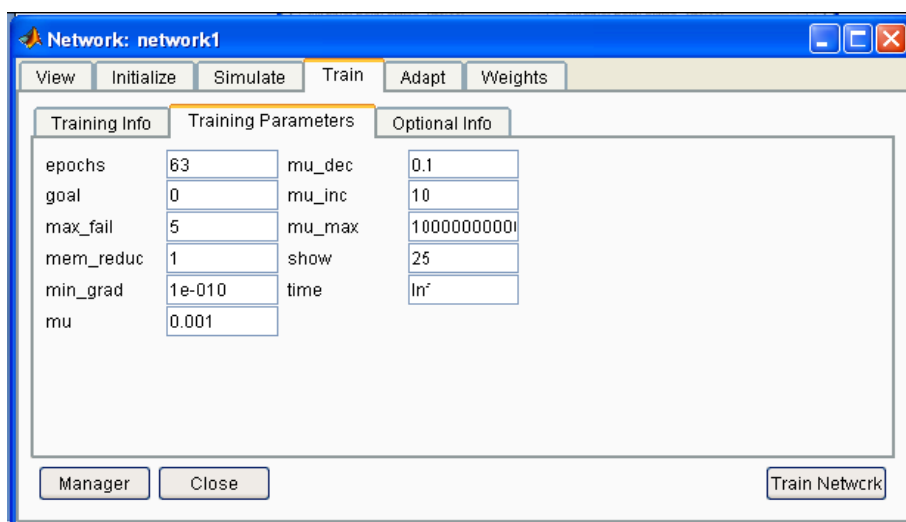 Network: network1
View Initialize Simulate Train Adapt Weights
Training Info Training Parameters Optional Info
epochs 63 mu_dec 0.1
goal 0 mu_inc 10
max_fail 5 mu_max 1000000000
mem_reduc 1 show 25
min_grad 1e-010 time Inf
mu 0.001
Manager Close Train Network